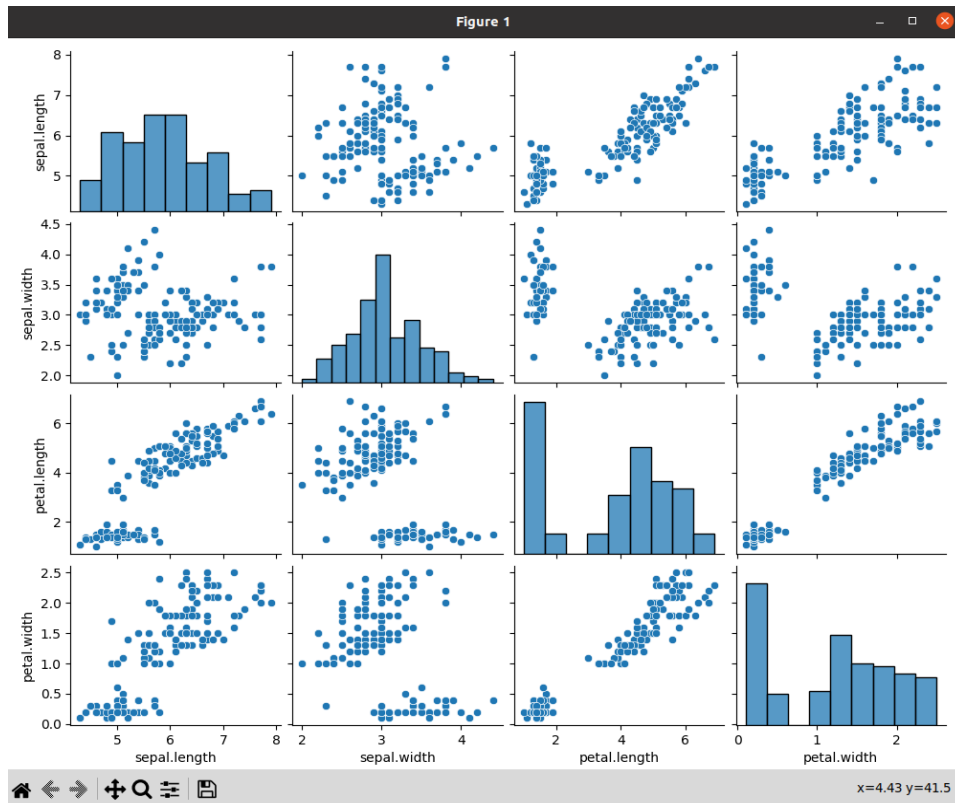 Figure 1
sepal.length
8
7
6
5
sepal.width
4.5
4.0
3.5
3.0
2.5
2.0
petal.length
6
4
2
petal.width
2.5
2.0
1.5
1.0
0.5
0.0
5 6 7 8
2 3 4
2 4 6
0 1 2
sepal.length sepal.width petal.length petal.width
x=4.43 y=41.5